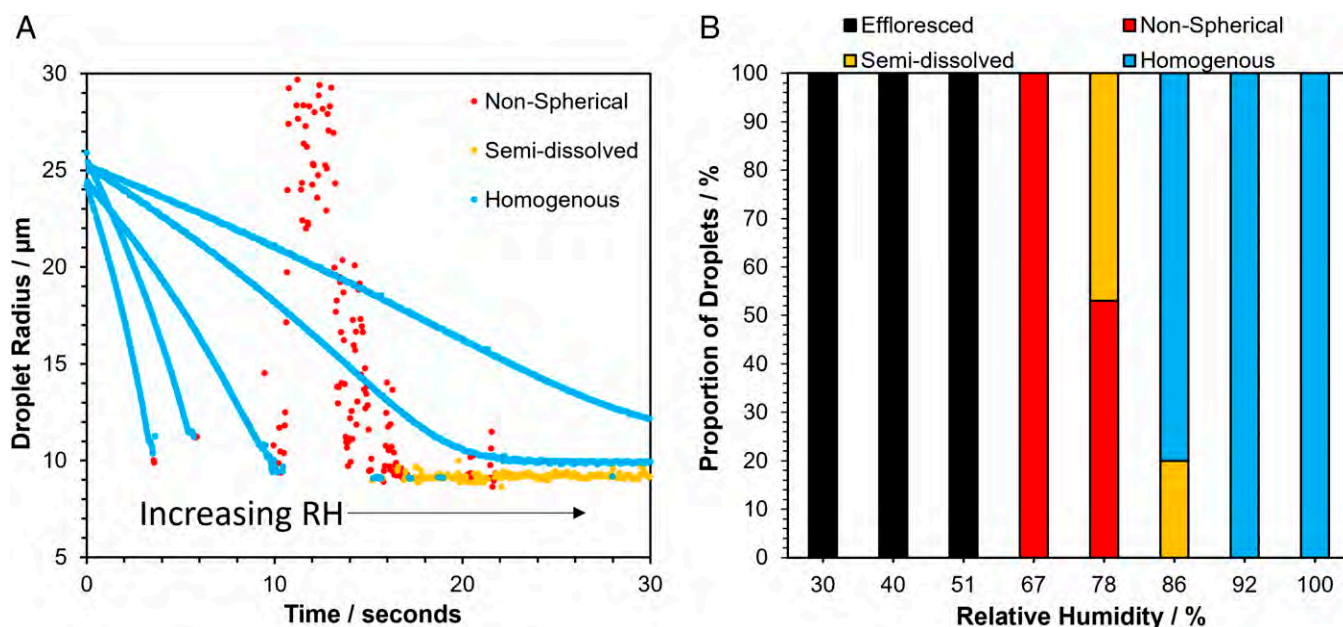 A
Droplet Radius / µm
30
25
20
15
10
5
Non-Spherical
Semi-dissolved
Homogenous
Increasing RH
0
10
20
30
Time / seconds
B
Effloresced
Non-Spherical
Semi-dissolved
Homogenous
Proportion of Droplets / %
100
90
80
70
60
50
40
30
20
10
0
30 40 51 67 78 86 92 100
Relative Humidity / %